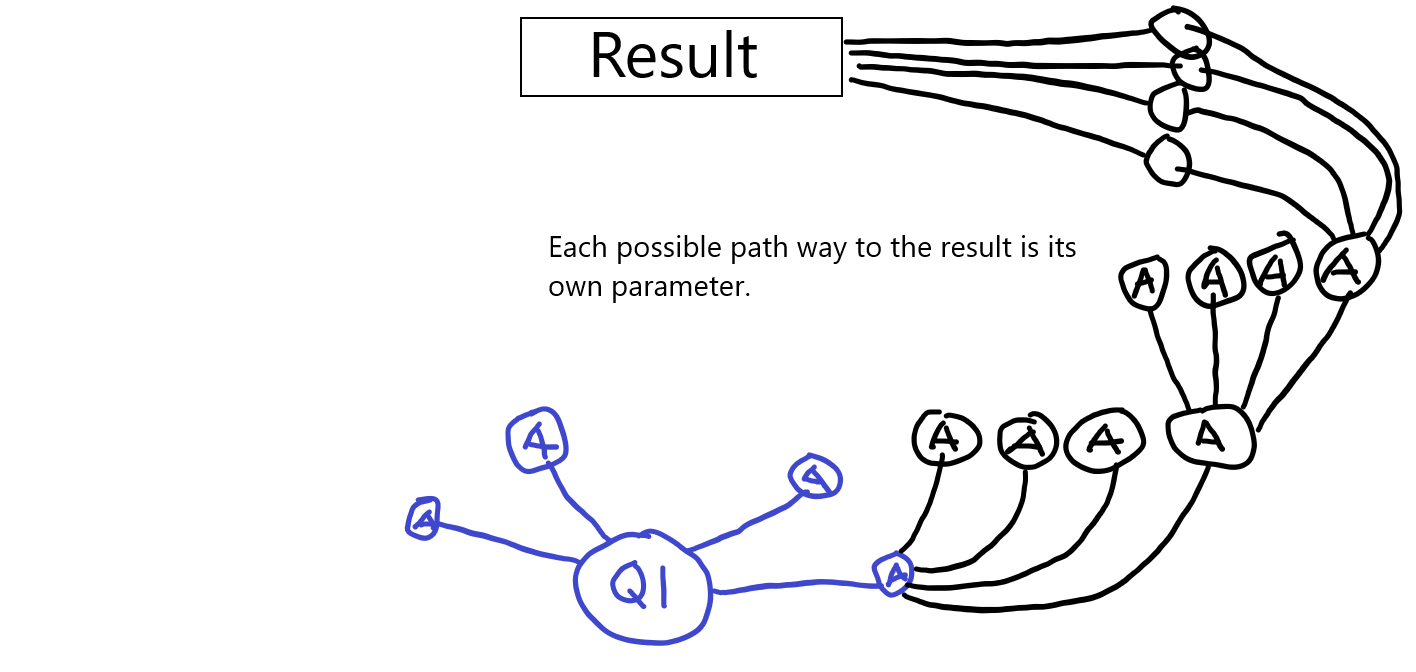 Result
Each possible path way to the result is its
own parameter.
A A A A
A A A A
A A
A
Q1 A